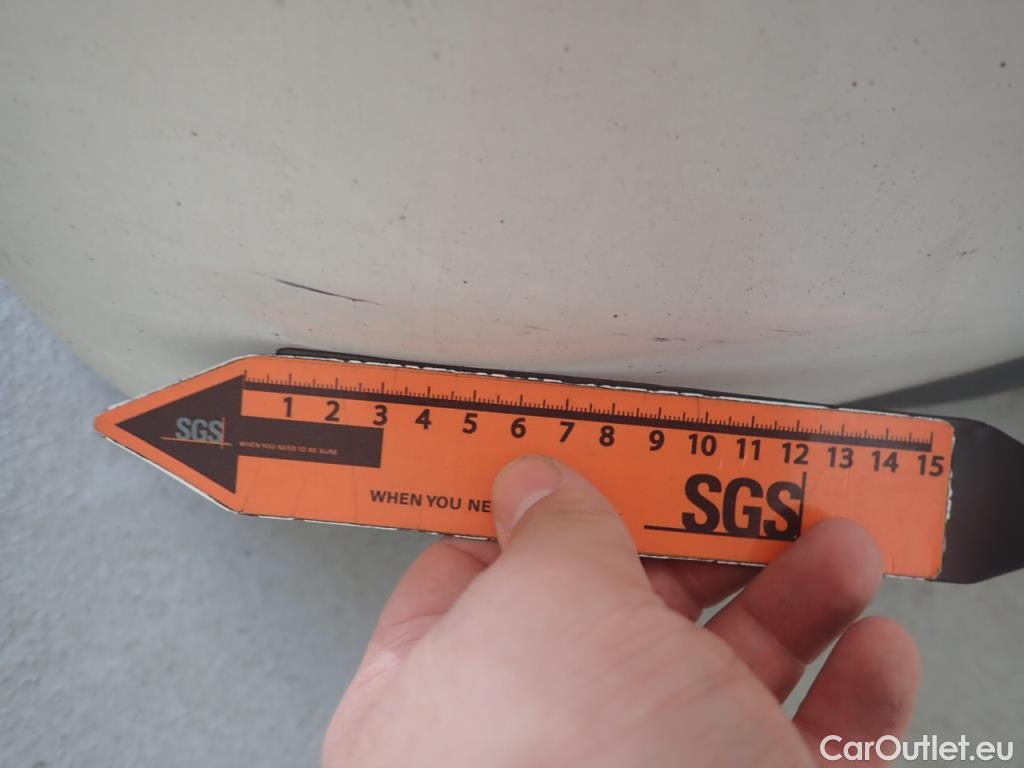 1 2 3 4 5 6 7 8 9 10 11 12 13 14 15
SGS
WHEN YOU NEED TO BE SURE
WHEN YOU NE
SGS
CarOutlet.eu